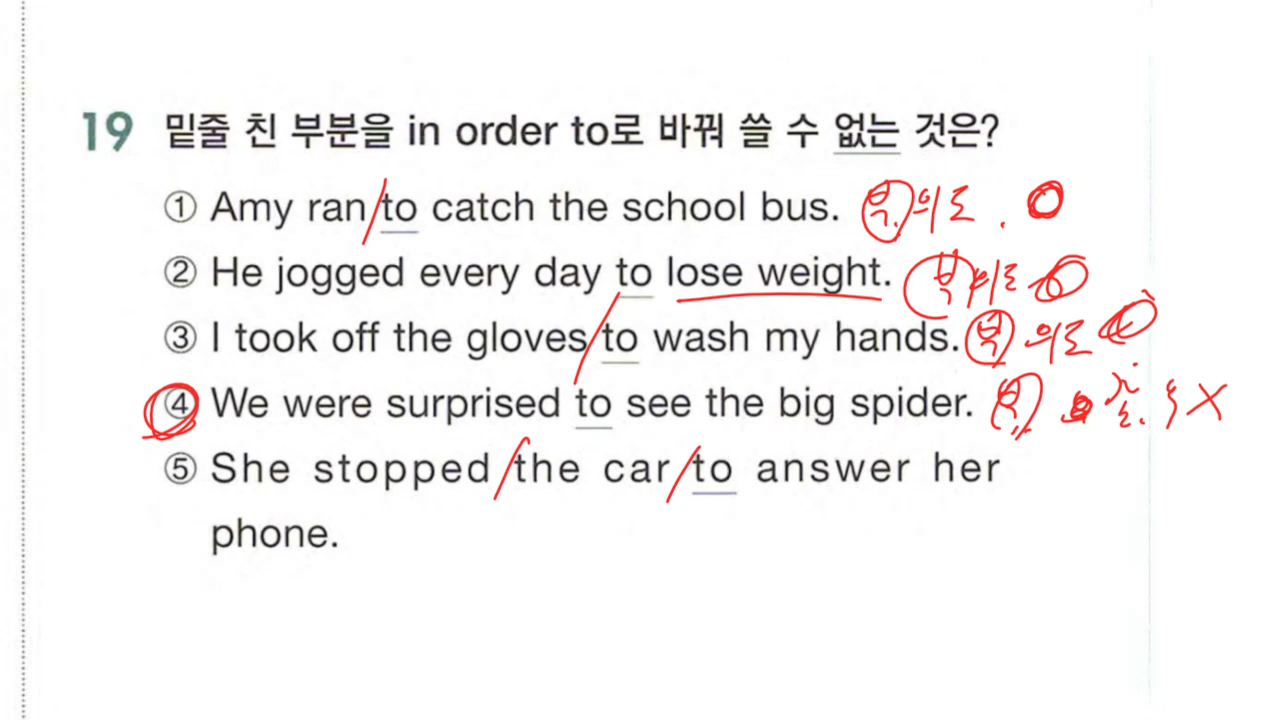 19 밑줄 친 부분을 in order to로 바꿔 쓸 수 없는 것은?
① Amy ran to catch the school bus. 부. 의도.
② He jogged every day to lose weight. 부 의도
③ I took off the gloves to wash my hands. 부 의도
④ We were surprised to see the big spider. 부
⑤ She stopped the car to answer her
phone.